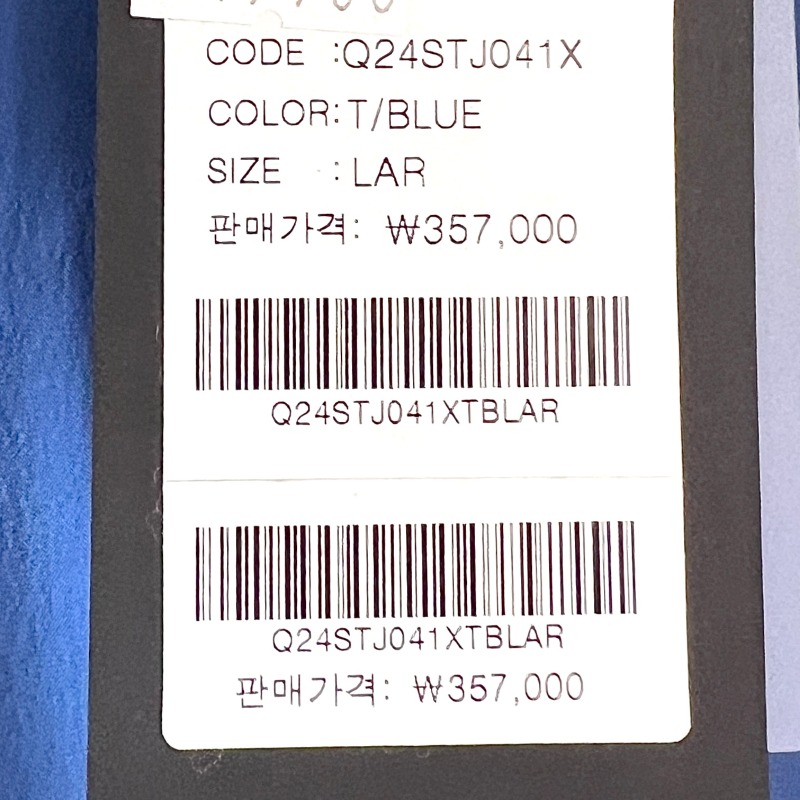 CODE :Q24STJ041X
COLOR:T/BLUE
SIZE :LAR
판매가격: ₩357,000
Q24STJ041XTBLAR
Q24STJ041XTBLAR
판매가격: ₩357,000